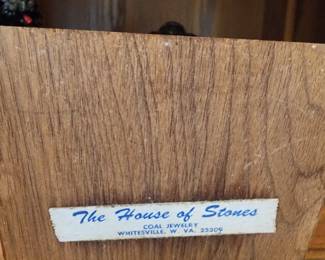 The House of Stones
COAL JEWELRY
WHITESVILLE, W. VA. 25209